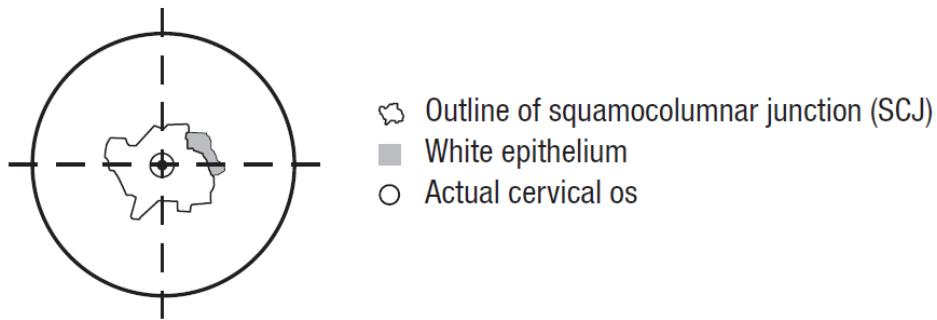 Outline of squamocolumnar junction (SCJ)
White epithelium
Actual cervical os